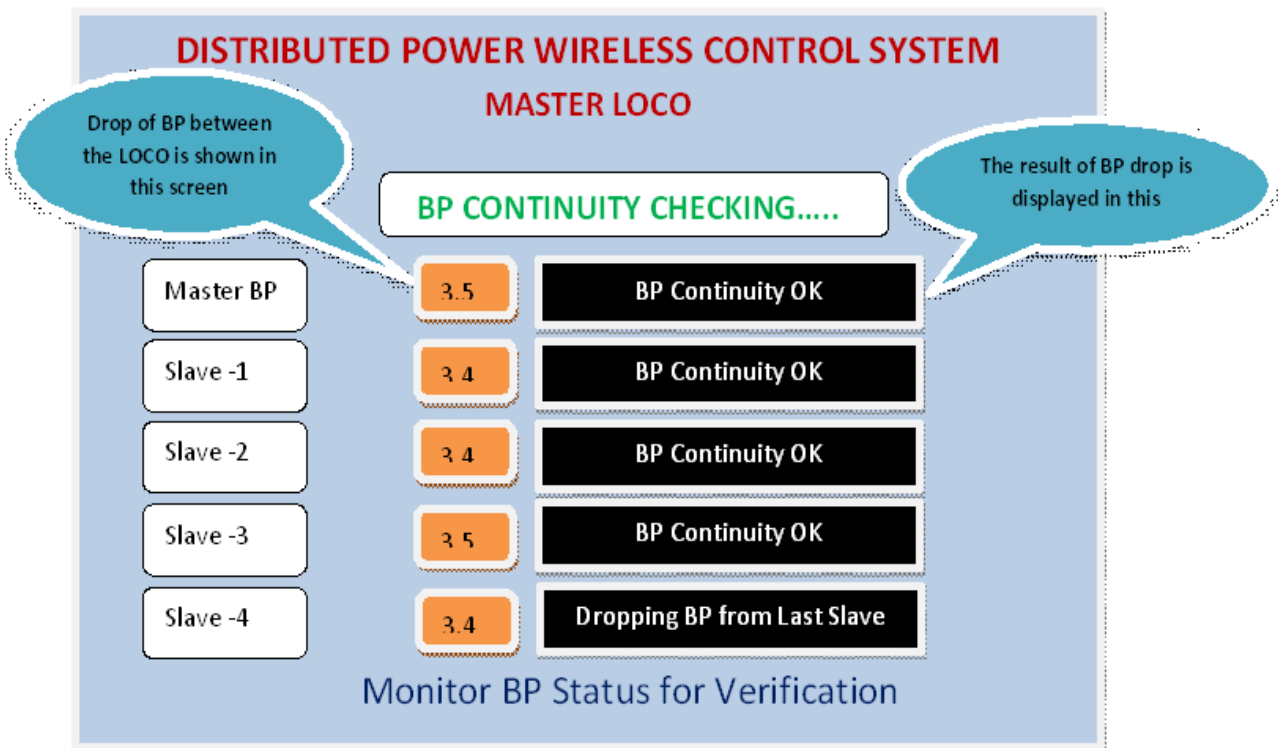 DISTRIBUTED POWER WIRELESS CONTROL SYSTEM
MASTER LOCO
Drop of BP between
the LOCO is shown in
this screen
The result of BP drop is
displayed in this
BP CONTINUITY CHECKING.....
Master BP 3.5 BP Continuity OK
Slave -1 3.4 BP Continuity OK
Slave -2 3.4 BP Continuity OK
Slave -3 3.5 BP Continuity OK
Slave -4 3.4 Dropping BP from Last Slave
Monitor BP Status for Verification